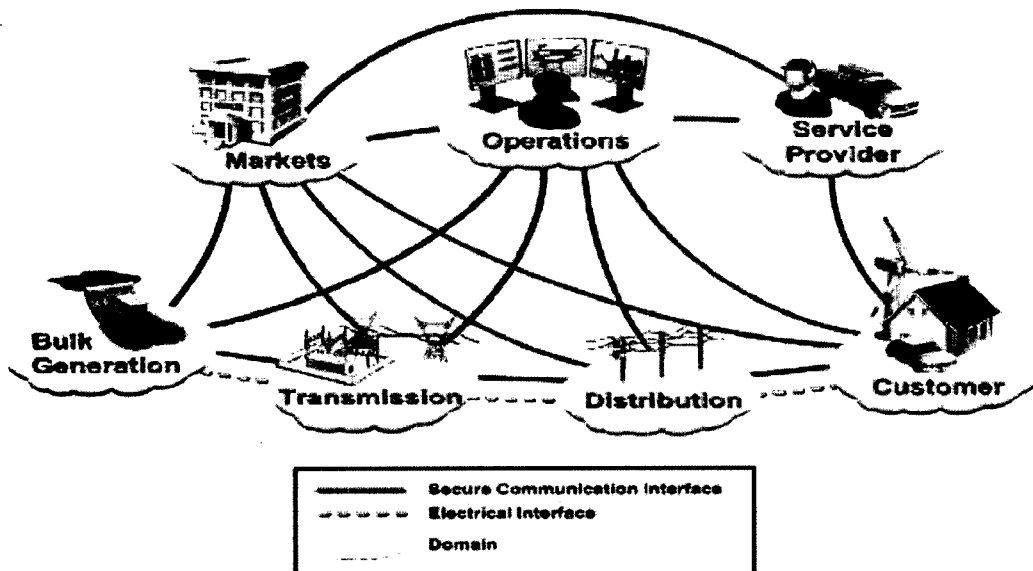 Markets
Operations
Service
Provider
Bulk
Generation
Transmission
Distribution
Customer
Secure Communication Interface
Electrical Interface
Domain